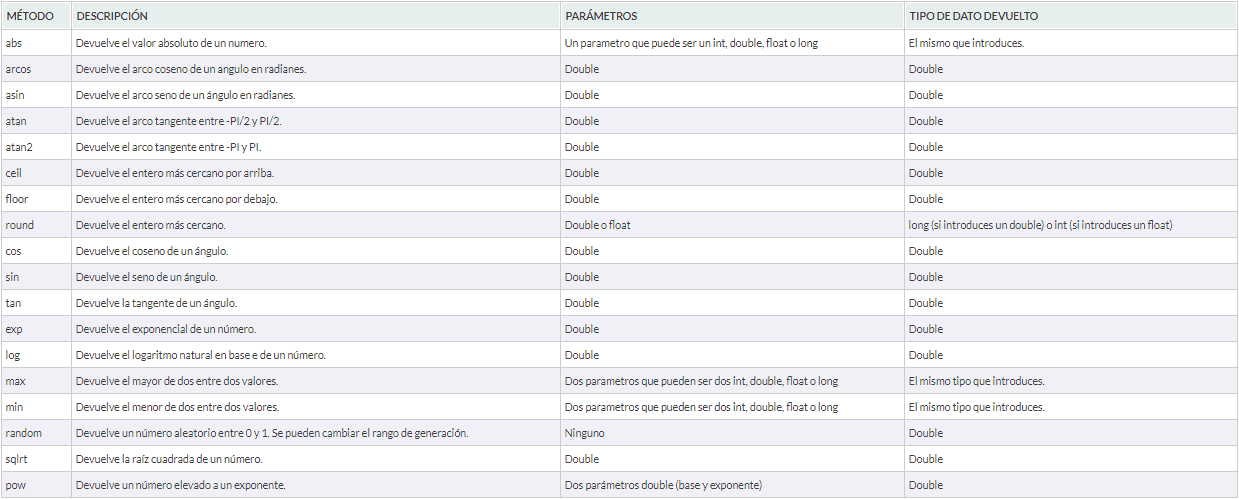 MÉTODO DESCRIPCIÓN PARÁMETROS TIPO DE DATO DEVUELTO
abs Devuelve el valor absoluto de un numero. Un parametro que puede ser un int, double, float o long El mismo que introduces.
arcos Devuelve el arco coseno de un angulo en radianes. Double Double
asin Devuelve el arco seno de un ángulo en radianes. Double Double
atan Devuelve el arco tangente entre -PI/2 y PI/2. Double Double
atan2 Devuelve el arco tangente entre -PI y PI. Double Double
ceil Devuelve el entero más cercano por arriba. Double Double
floor Devuelve el entero más cercano por debajo. Double Double
round Devuelve el entero más cercano. Double o float long (si introduces un double) o int (si introduces un float)
cos Devuelve el coseno de un ángulo. Double Double
sin Devuelve el seno de un ángulo. Double Double
tan Devuelve la tangente de un ángulo. Double Double
exp Devuelve el exponencial de un número. Double Double
log Devuelve el logaritmo natural en base e de un número. Double Double
max Devuelve el mayor de dos entre dos valores. Dos parametros que pueden ser dos int, double, float o long El mismo tipo que introduces.
min Devuelve el menor de dos entre dos valores. Dos parametros que pueden ser dos int, double, float o long El mismo tipo que introduces.
random Devuelve un número aleatorio entre 0 y 1. Se pueden cambiar el rango de generación. Ninguno Double
sqlrt Devuelve la raíz cuadrada de un número. Double Double
pow Devuelve un número elevado a un exponente. Dos parámetros double (base y exponente) Double